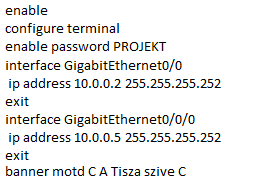 enable
configure terminal
enable password PROJEKT
interface GigabitEthernet0/0
 ip address 10.0.0.2 255.255.255.252
exit
interface GigabitEthernet0/0/0
 ip address 10.0.0.5 255.255.255.252
exit
banner motd C A Tisza szive C